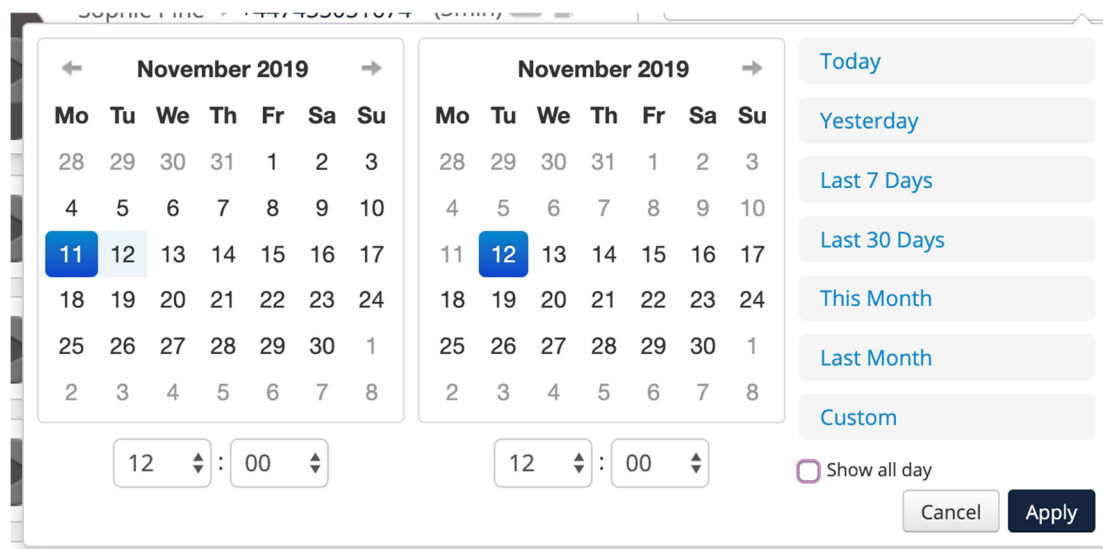 November 2019
Mo Tu We Th Fr Sa Su
28 29 30 31 1 2 3
4 5 6 7 8 9 10
11 12 13 14 15 16 17
18 19 20 21 22 23 24
25 26 27 28 29 30 1
2 3 4 5 6 7 8
12 : 00
November 2019
Mo Tu We Th Fr Sa Su
28 29 30 31 1 2 3
4 5 6 7 8 9 10
11 12 13 14 15 16 17
18 19 20 21 22 23 24
25 26 27 28 29 30 1
2 3 4 5 6 7 8
12 : 00
Today
Yesterday
Last 7 Days
Last 30 Days
This Month
Last Month
Custom
Show all day
Cancel Apply